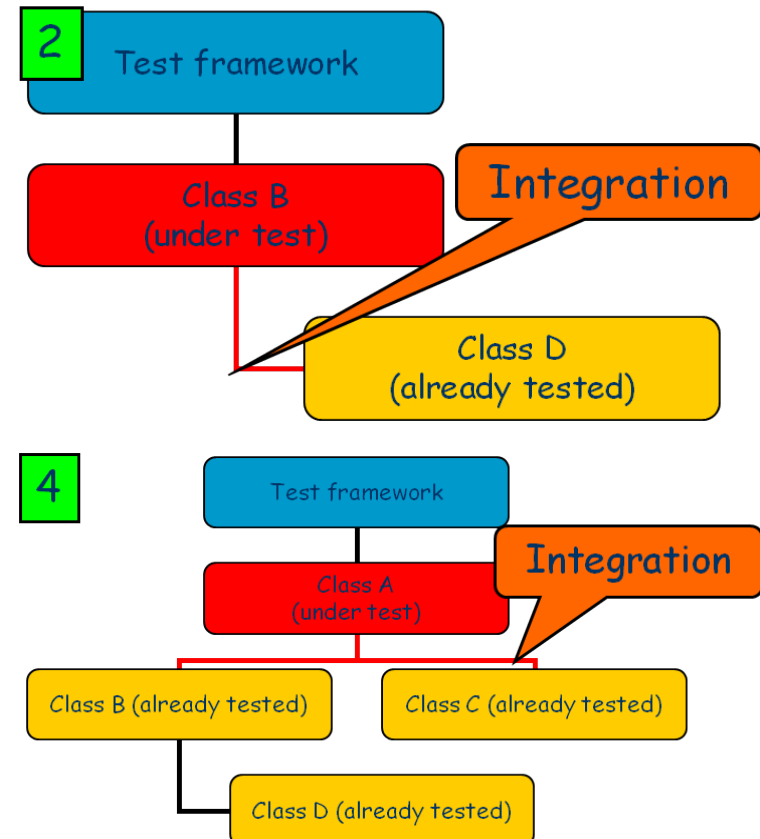 2
Test framework
Class B
(under test)
Integration
Class D
(already tested)
4
Test framework
Class A
(under test)
Integration
Class B (already tested)
Class C (already tested)
Class D (already tested)